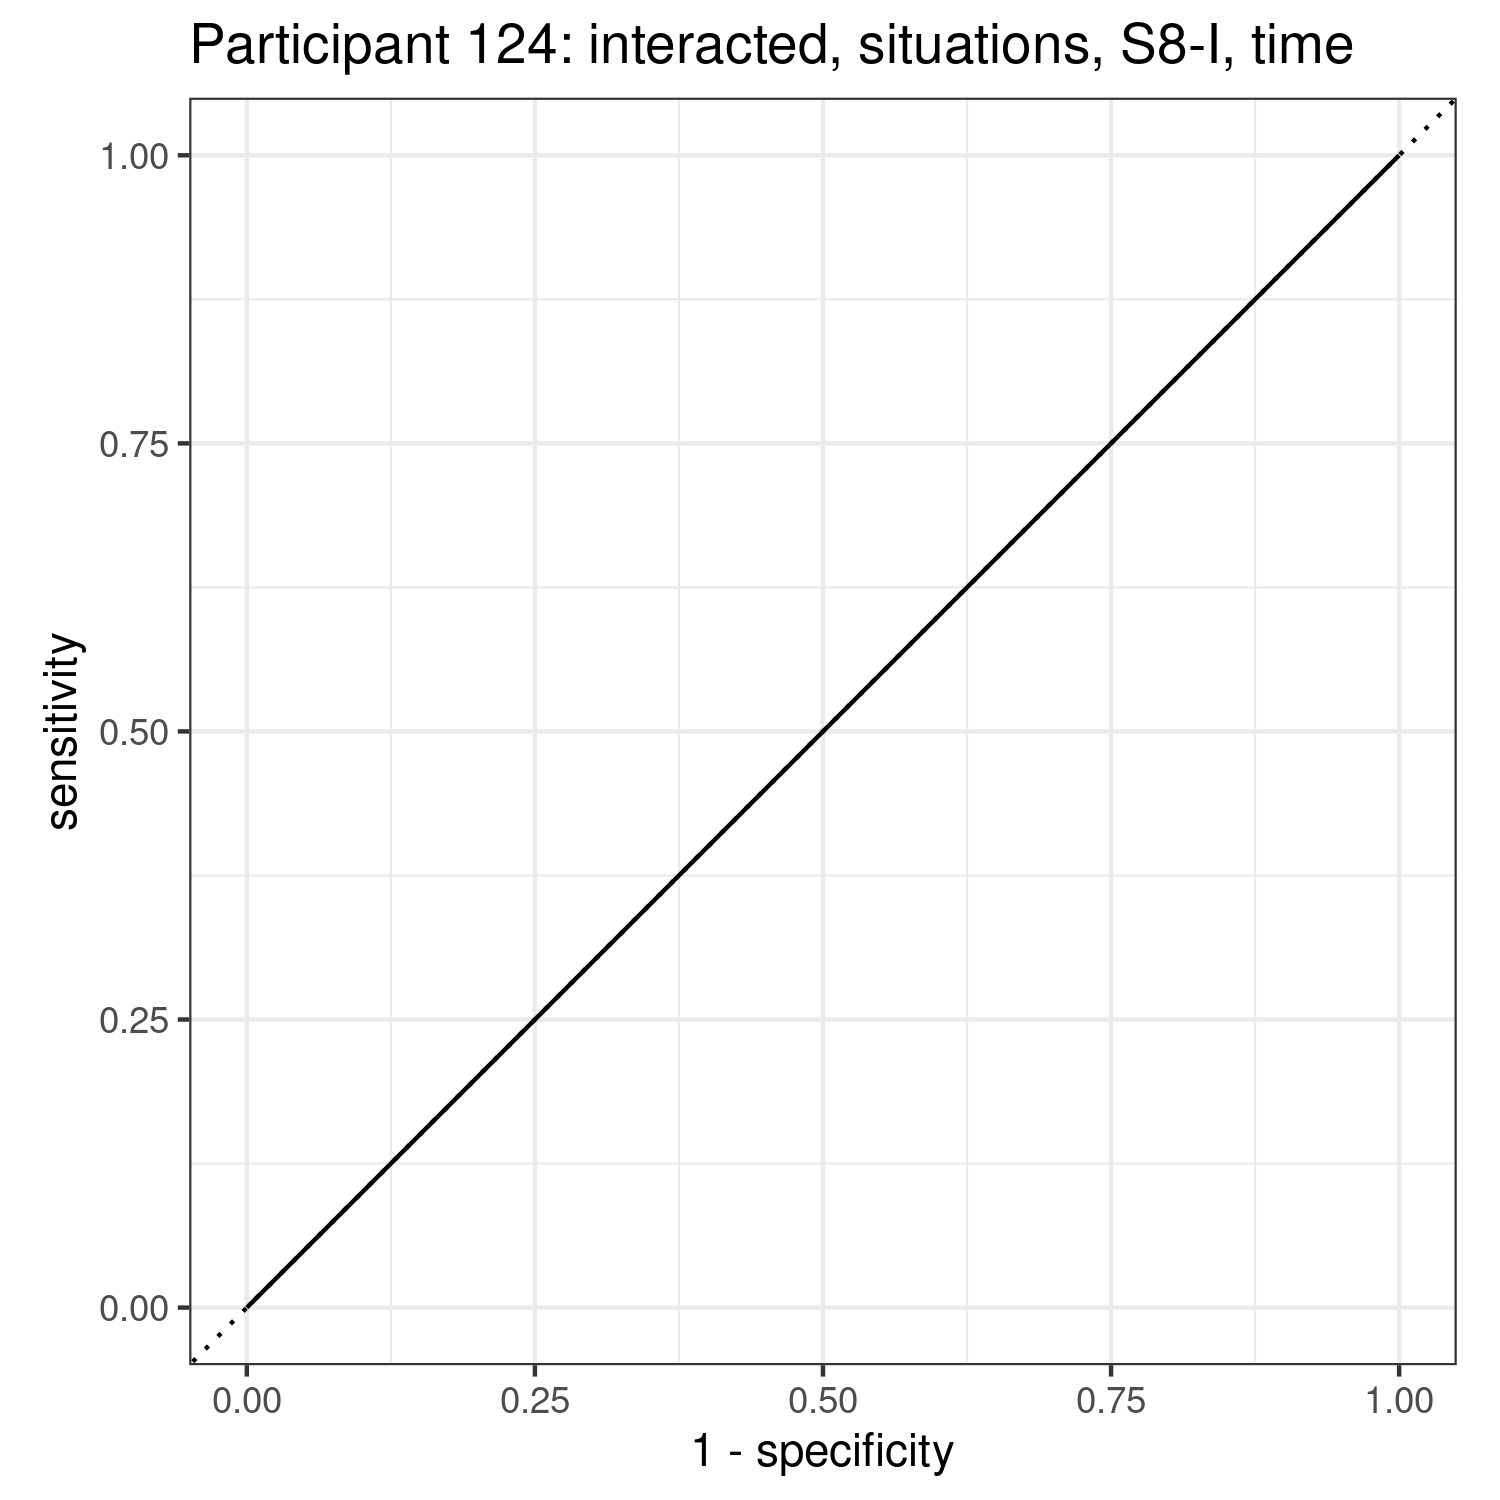 Participant 124: interacted, situations, S8-I, time
1.00
0.75
0.50
0.25
0.00
sensitivity
0.00 0.25 0.50 0.75 1.00
1 - specificity